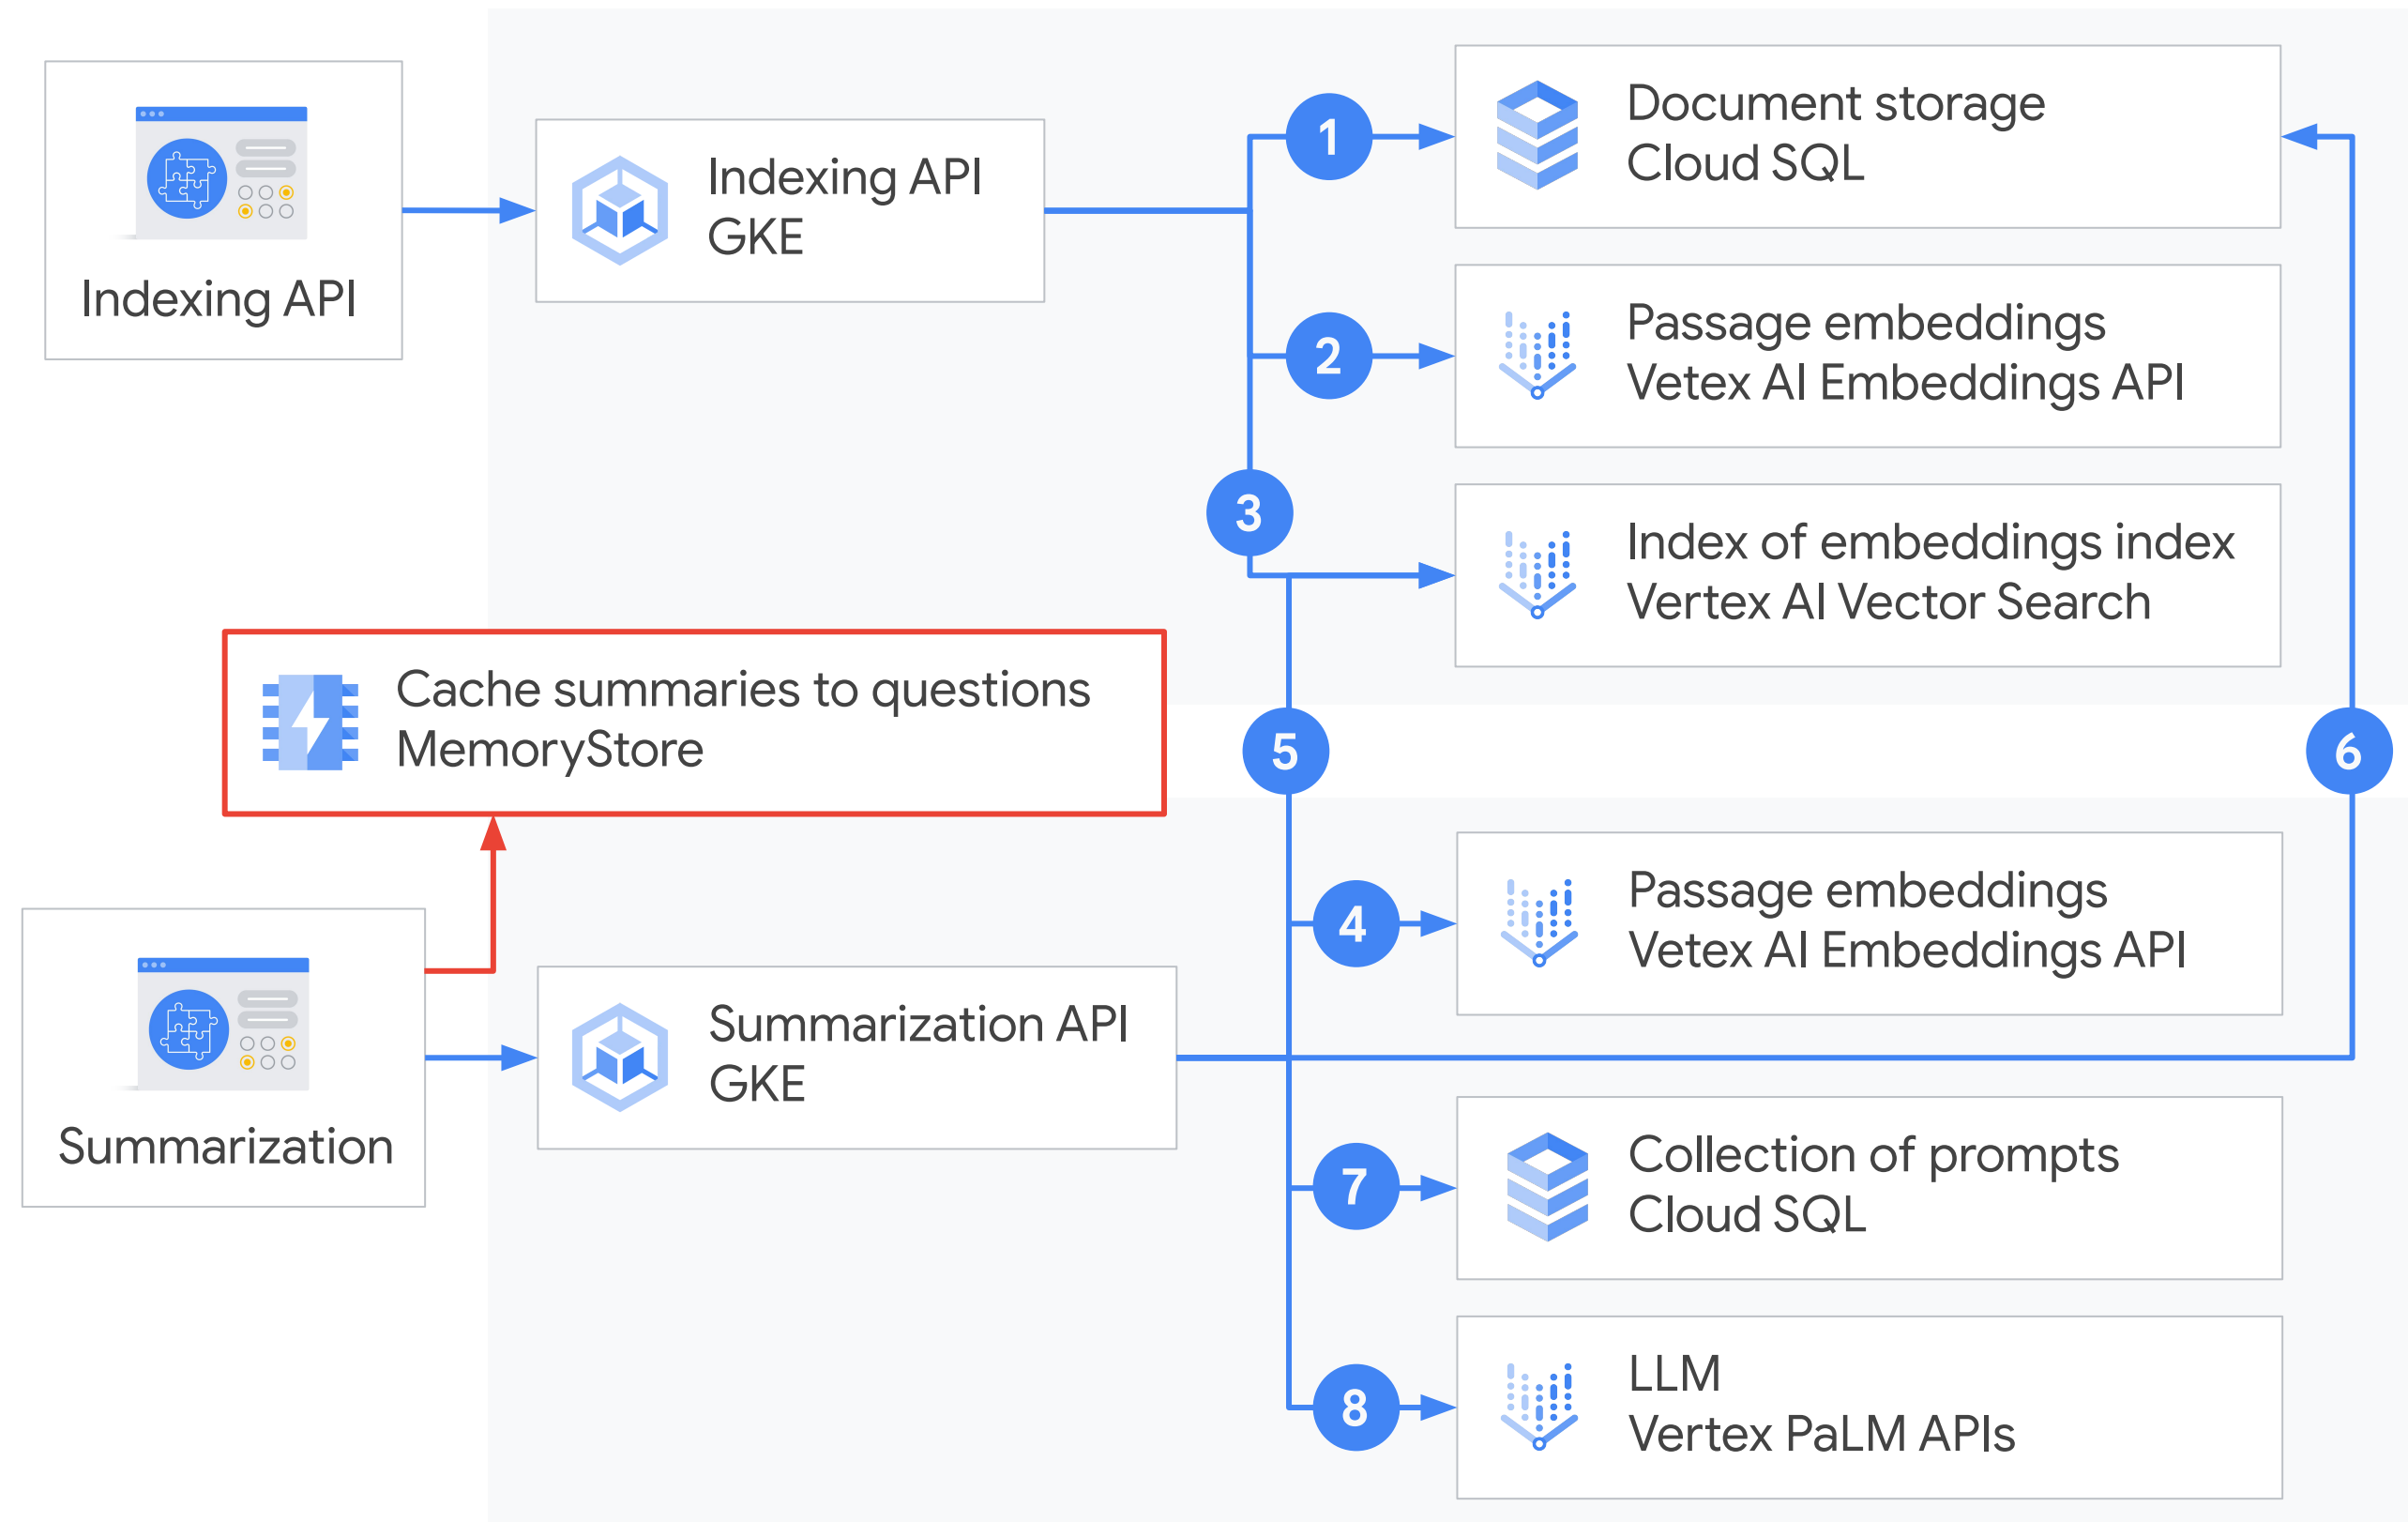 Indexing API
Indexing API
GKE
1
Document storage
Cloud SQL
2
Passage embeddings
Vertex AI Embeddings API
3
Index of embeddings index
Vertex AI Vector Search
Cache summaries to questions
MemoryStore
5
6
4
Passage embeddings
Vetex AI Embeddings API
Summarization
Summarization API
GKE
7
Collection of prompts
Cloud SQL
8
LLM
Vertex PaLM APIs